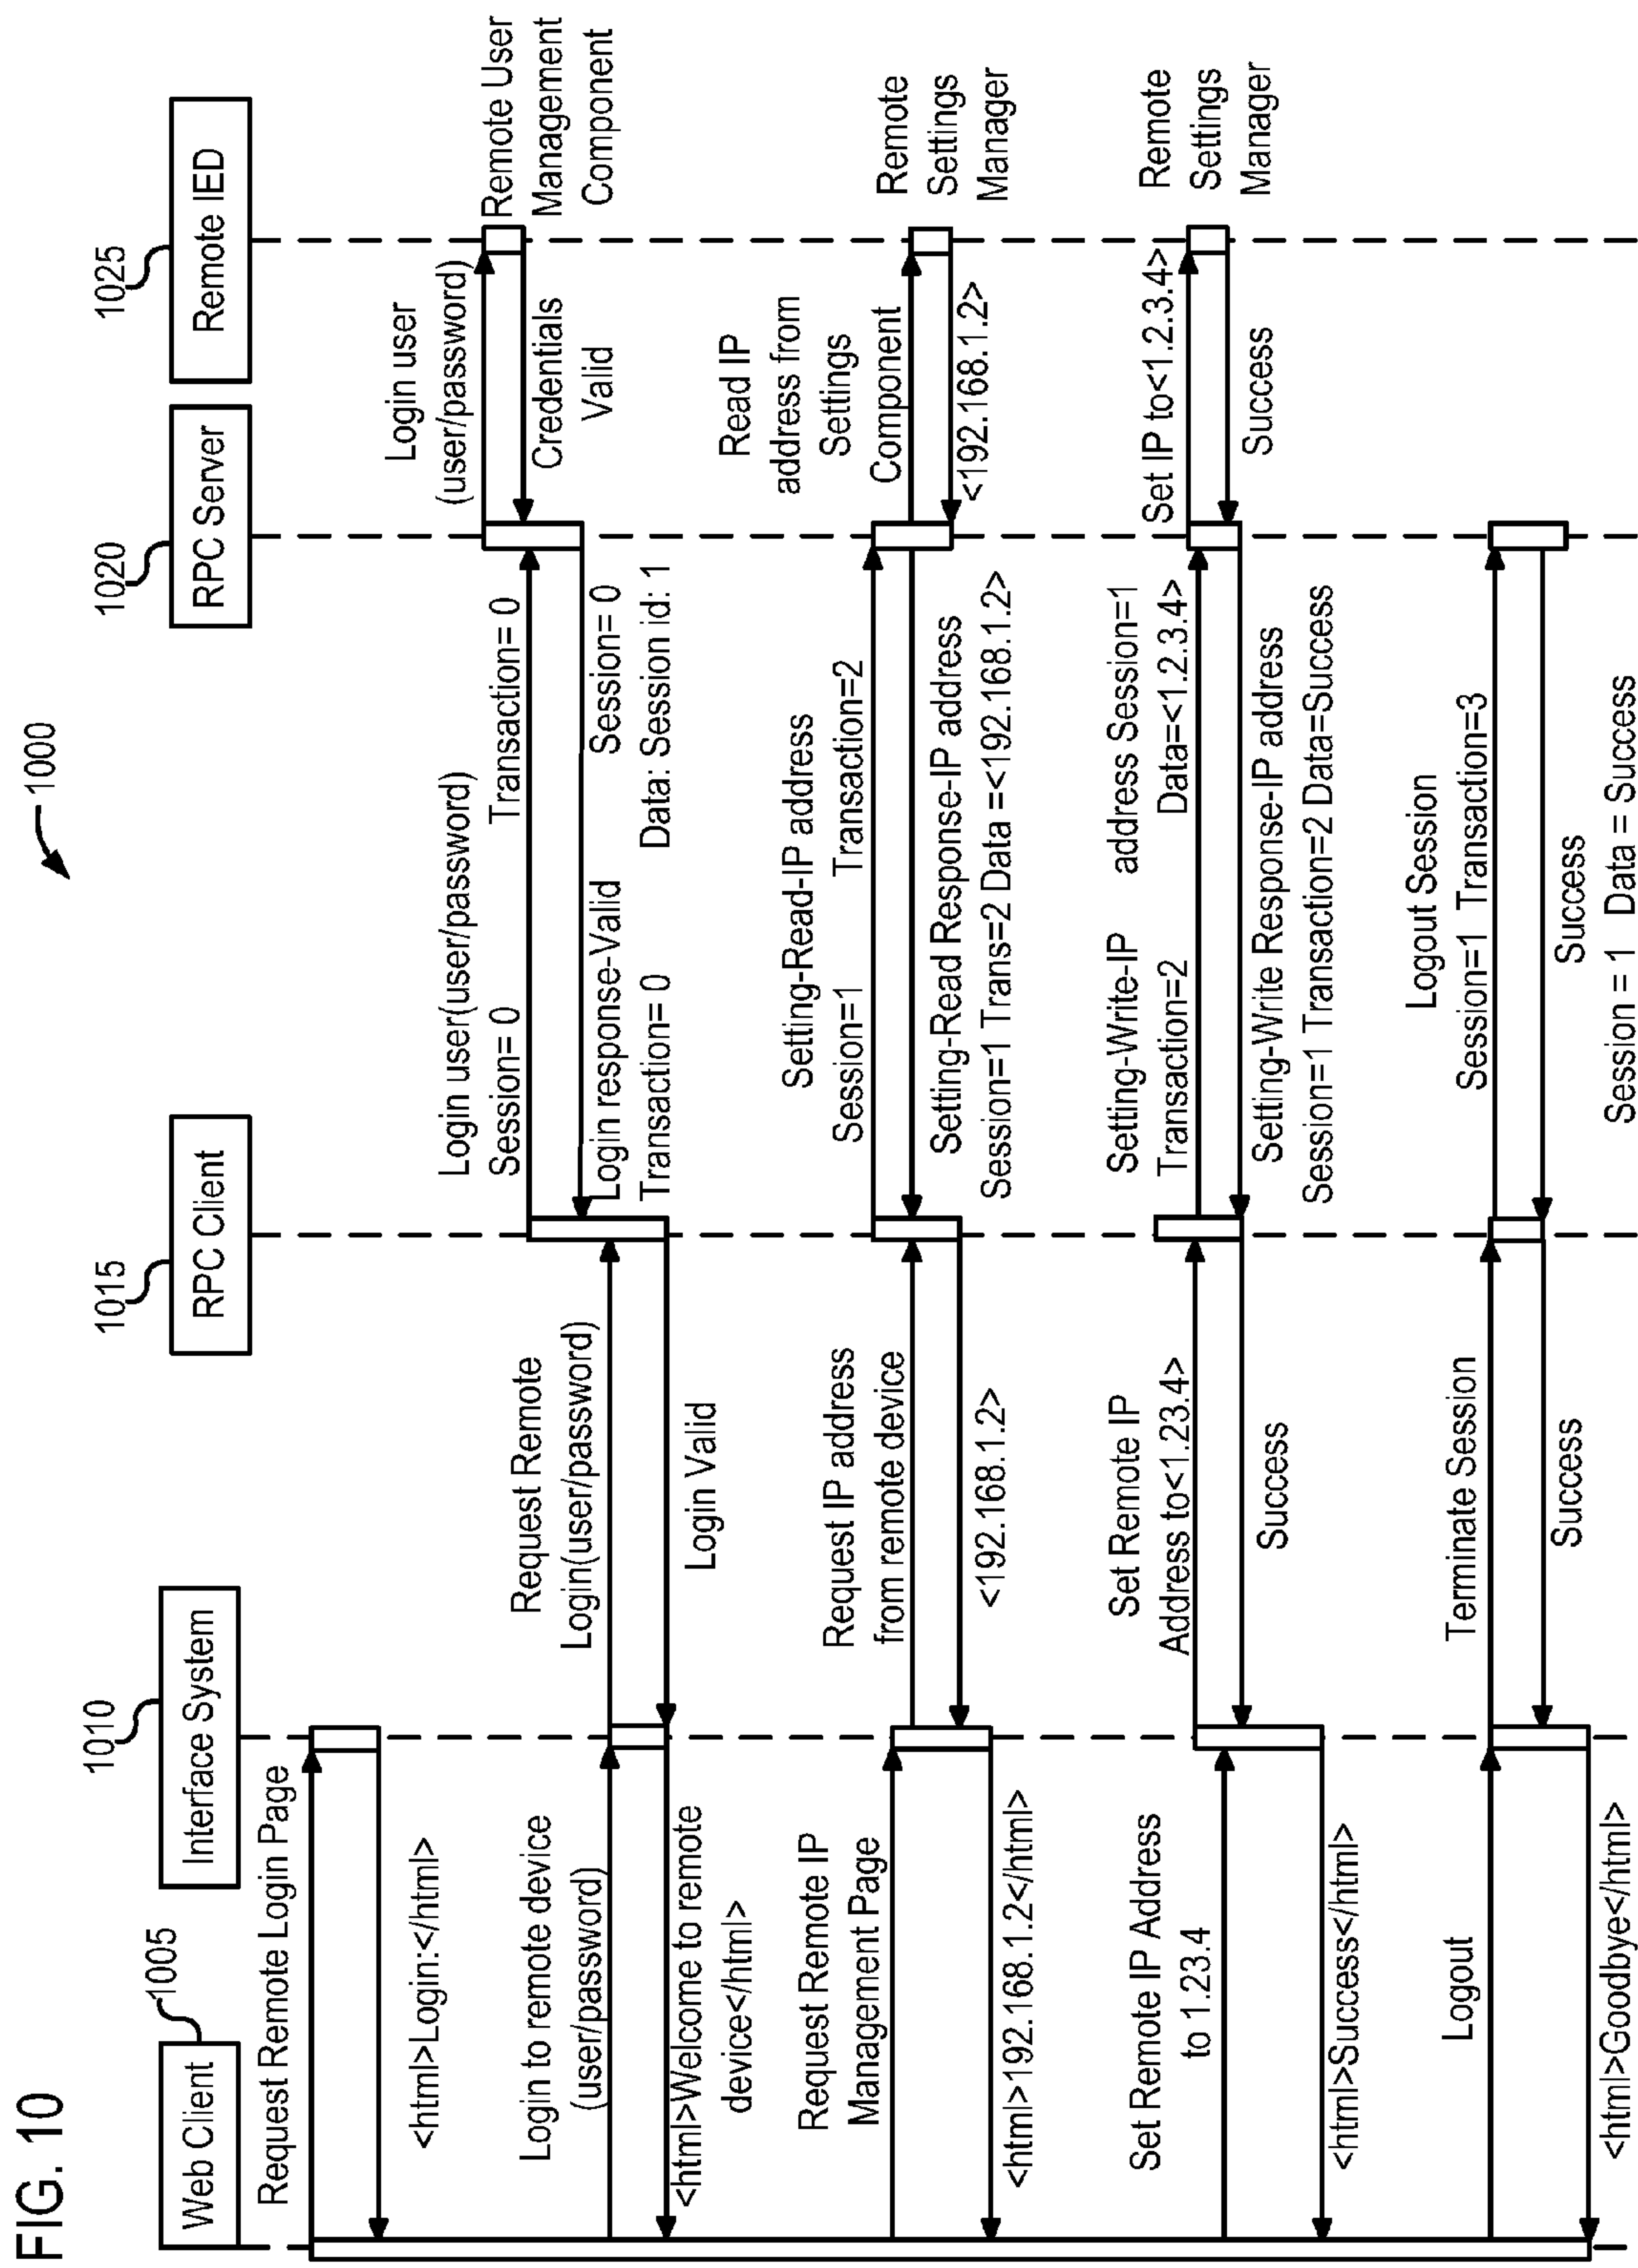 FIG. 10
1000
1005
Web Client
1010
Interface System
1015
RPC Client
1020
RPC Server
1025
Remote IED
Request Remote Login Page
<html>Login:</html>
Login to remote device
(user/password)
Request Remote
Login(user/password)
Login user(user/password)
Session= 0 Transaction= 0
Login user
(user/password)
Remote User
Management
Component
Credentials
Valid
Login response-Valid Session= 0
Transaction= 0 Data: Session id: 1
Login Valid
<html>Welcome to remote
device</html>
Request Remote IP
Management Page
Request IP address
from remote device
Setting-Read-IP address
Session=1 Transaction=2
Read IP
address from
Settings
Component
Remote
Settings
Manager
<192.168.1.2>
Setting-Read Response-IP address
Session=1 Trans=2 Data =<192.168.1.2>
<192.168.1.2>
<html>192.168.1.2</html>
Set Remote IP Address
to 1.23.4
Set Remote IP
Address to<1.23.4>
Setting-Write-IP address Session=1
Transaction=2 Data=<1.2.3.4>
Set IP to<1.2.3.4>
Remote
Settings
Manager
Success
Setting-Write Response-IP address
Session=1 Transaction=2 Data=Success
Success
<html>Success</html>
Logout
Terminate Session
Logout Session
Session=1 Transaction=3
Success
Session = 1 Data = Success
Success
<html>Goodbye</html>